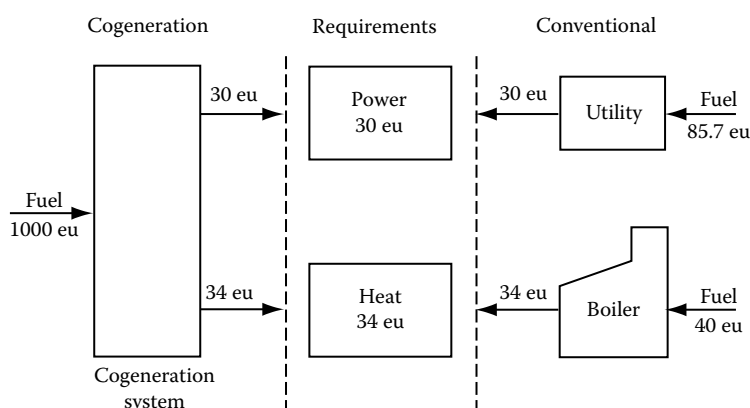 Cogeneration
Requirements
Conventional
30 eu
Power
30 eu
30 eu
Utility
Fuel
85.7 eu
Fuel
1000 eu
34 eu
Heat
34 eu
34 eu
Boiler
Fuel
40 eu
Cogeneration
system